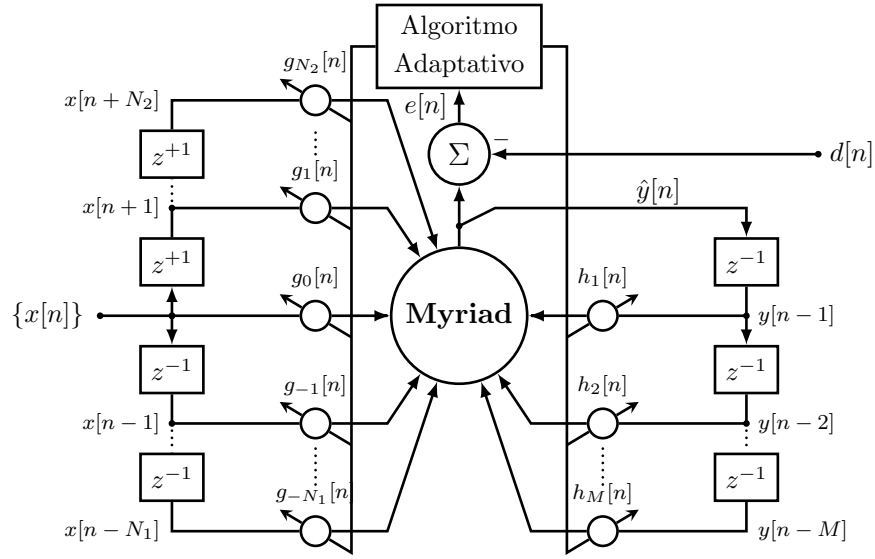 Algoritmo
Adaptativo
g_{N_2}[n]
x[n + N_2]
e[n]
z^{+1}
Σ
−
d[n]
g_1[n]
x[n + 1]
ŷ[n]
z^{+1}
z^{-1}
g_0[n]
h_1[n]
{x[n]}
Myriad
y[n−1]
z^{-1}
z^{-1}
g_{-1}[n]
h_2[n]
x[n − 1]
y[n−2]
z^{-1}
z^{-1}
g_{-N_1}[n]
h_M[n]
x[n − N_1]
y[n−M]